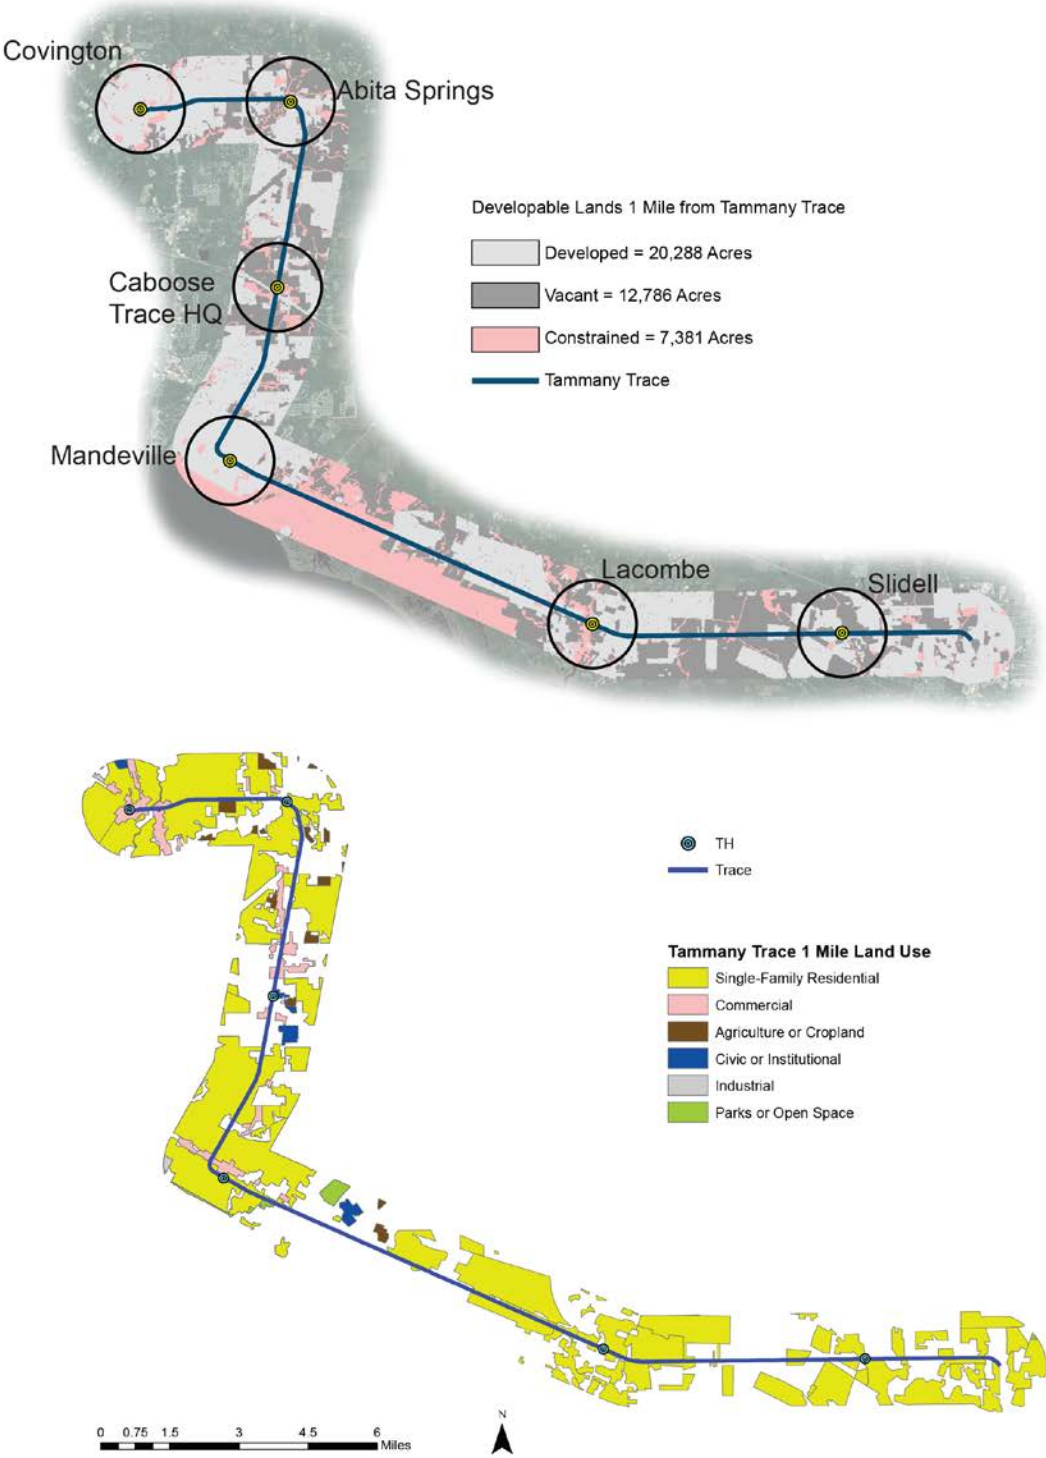 Covington
Abita Springs
Developable Lands 1 Mile from Tammany Trace
Developed = 20,288 Acres
Caboose
Trace HQ
Vacant = 12,786 Acres
Constrained = 7,381 Acres
Tammany Trace
Mandeville
Lacombe
Slidell
TH
Trace
Tammany Trace 1 Mile Land Use
Single-Family Residential
Commercial
Agriculture or Cropland
Civic or Institutional
Industrial
Parks or Open Space
N
0 0.75 1.5 3 4.5 6
Miles